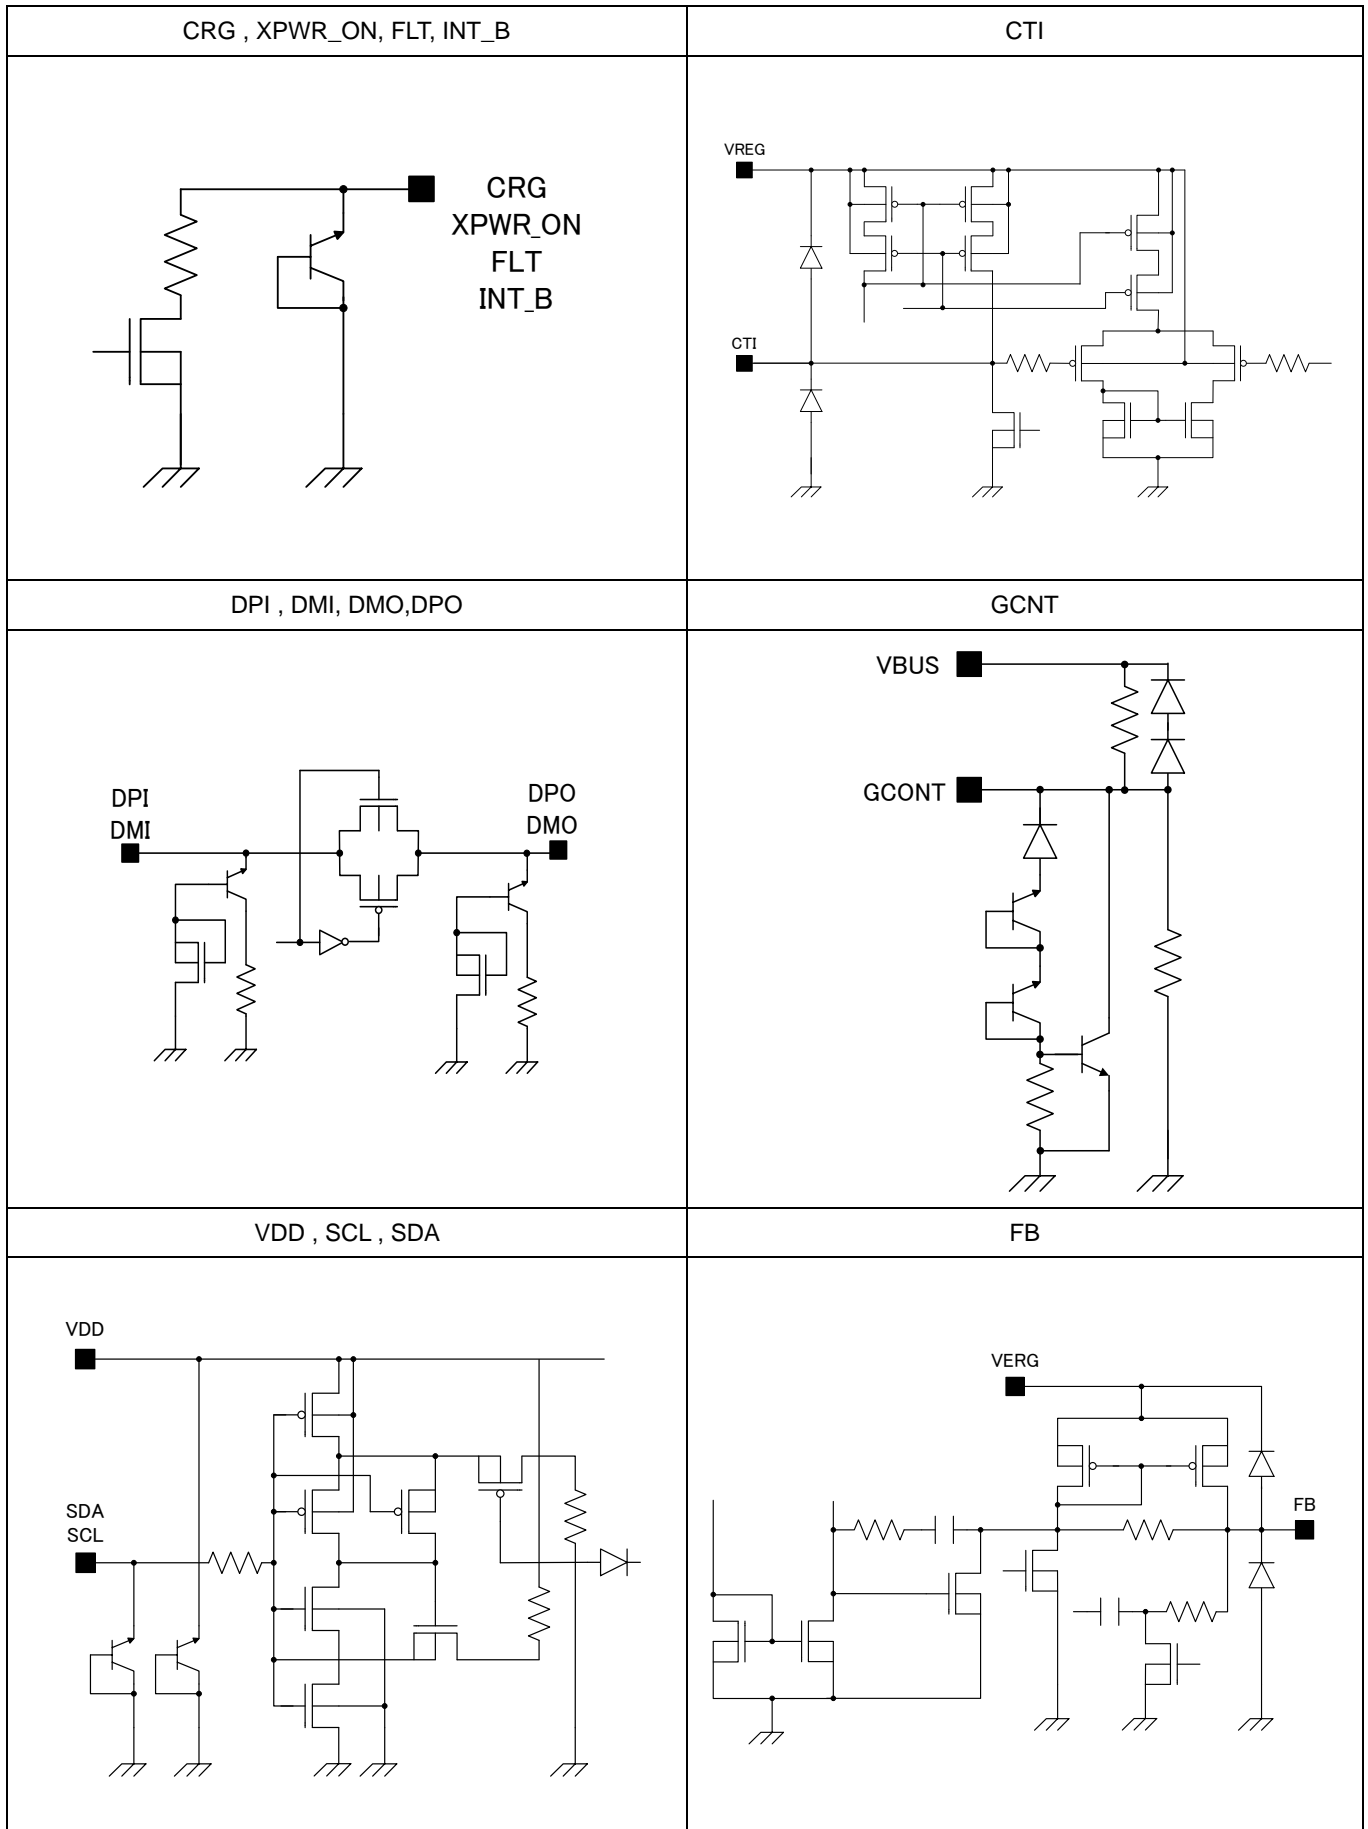 CRG , XPWR_ON, FLT, INT_B
CTI
CRG
XPWR_ON
FLT
INT_B
VREG
CTI
DPI , DMI, DMO,DPO
GCNT
DPI
DMI
DPO
DMO
VBUS
GCONT
VDD , SCL , SDA
FB
VDD
SDA
SCL
VERG
FB